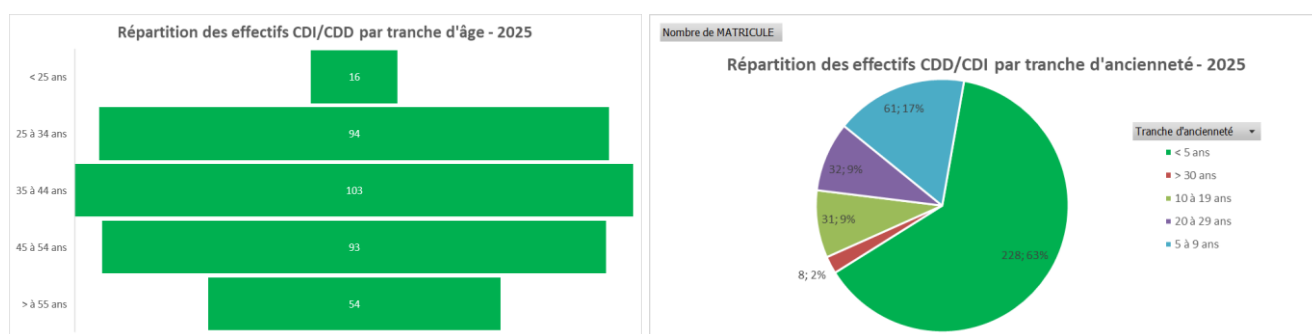 Répartition des effectifs CDI/CDD par tranche d'âge - 2025
< 25 ans
16
25 à 34 ans
94
35 à 44 ans
103
45 à 54 ans
93
> à 55 ans
54
Nombre de MATRICULE
Répartition des effectifs CDD/CDI par tranche d'ancienneté - 2025
61; 17%
32; 9%
31; 9%
8; 2%
228; 63%
Tranche d'ancienneté
< 5 ans
> 30 ans
10 à 19 ans
20 à 29 ans
5 à 9 ans